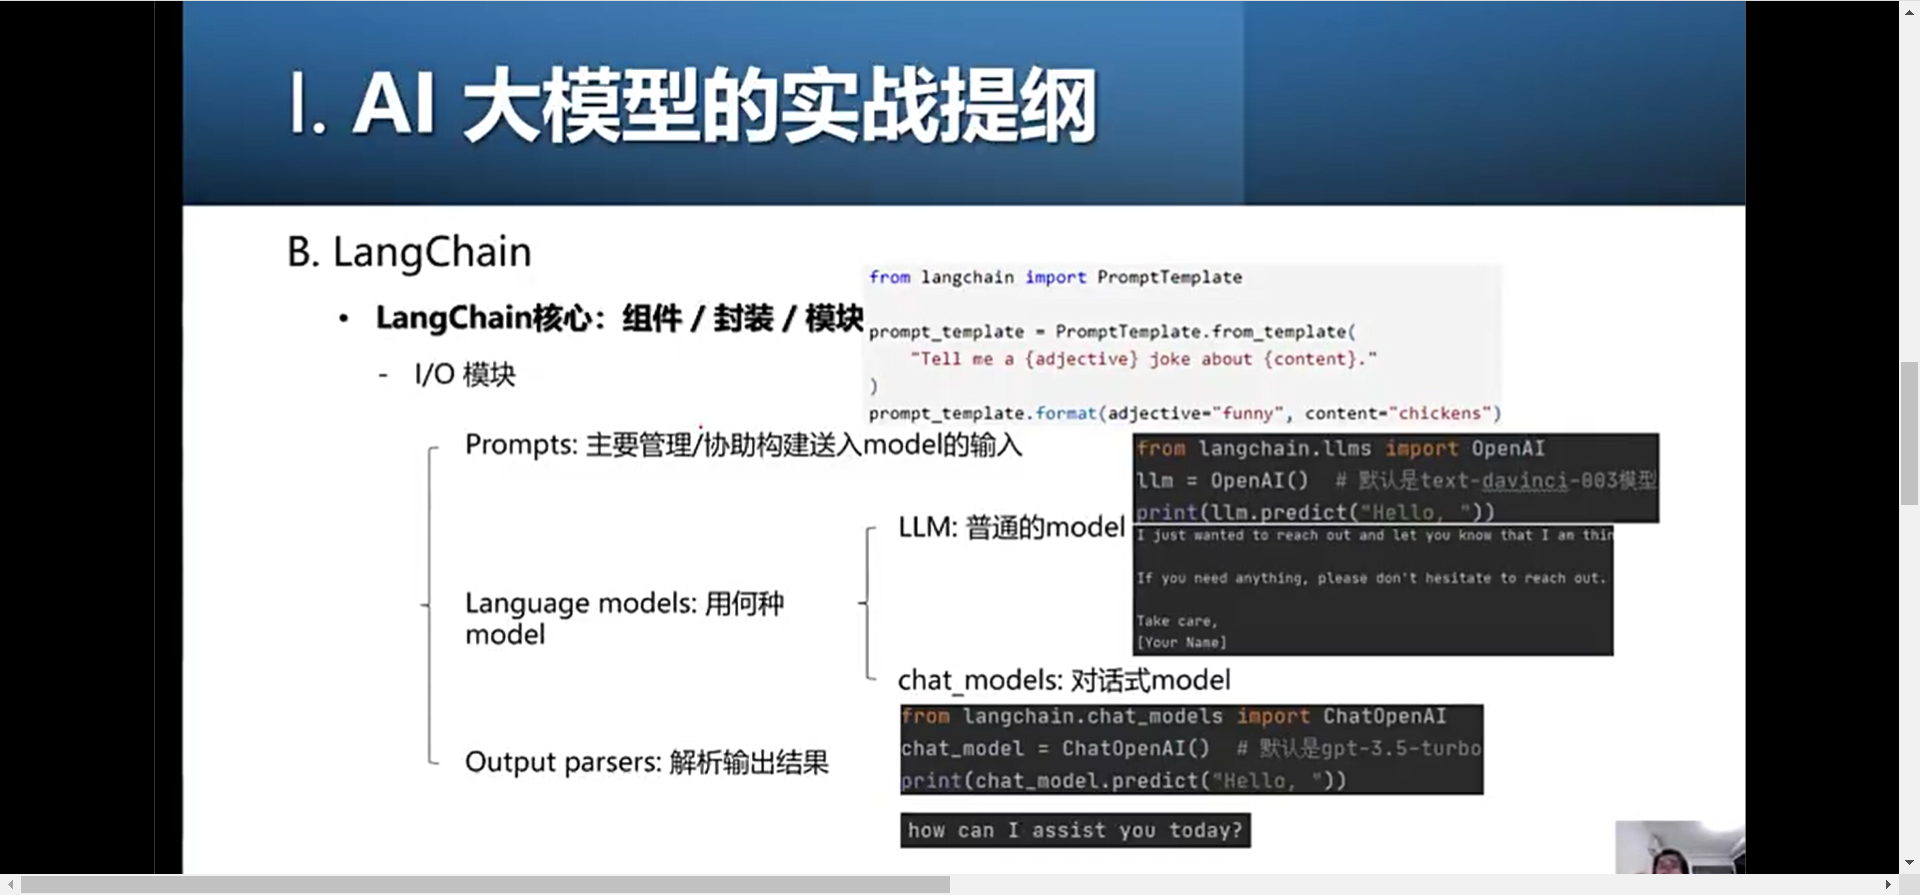 I. AI 大模型的实战提纲
B. LangChain
• LangChain核心：组件 / 封装 / 模块
- I/O 模块
from langchain import PromptTemplate
prompt_template = PromptTemplate.from_template(
"Tell me a {adjective} joke about {content}."
)
prompt_template.format(adjective="funny", content="chickens")
Prompts: 主要管理/协助构建送入model的输入
Language models: 用何种
model
LLM: 普通的model
from langchain.llms import OpenAI
llm = OpenAI()  # 默认是text-davinci-003模型
print(llm.predict("Hello, "))
I just wanted to reach out and let you know that I am thin
If you need anything, please don't hesitate to reach out.
Take care,
[Your Name]
chat_models: 对话式model
from langchain.chat_models import ChatOpenAI
chat_model = ChatOpenAI()  # 默认是gpt-3.5-turbo
print(chat_model.predict("Hello, "))
how can I assist you today?
Output parsers: 解析输出结果